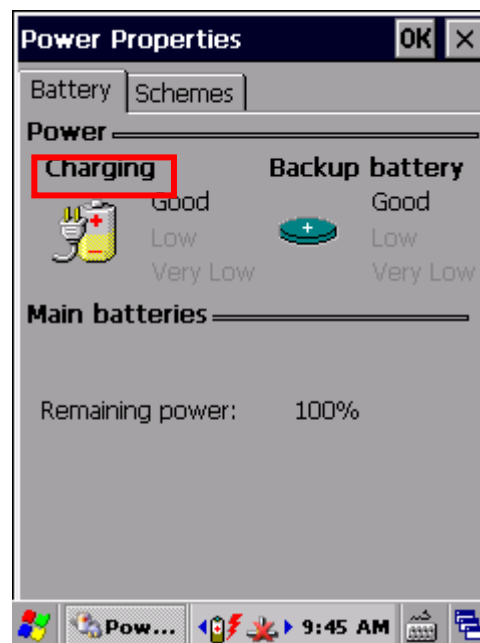 Power Properties OK ×
Battery Schemes
Power
Charging Backup battery
Good Good
Low Low
Very Low Very Low
Main batteries
Remaining power: 100%
Pow... 9:45 AM